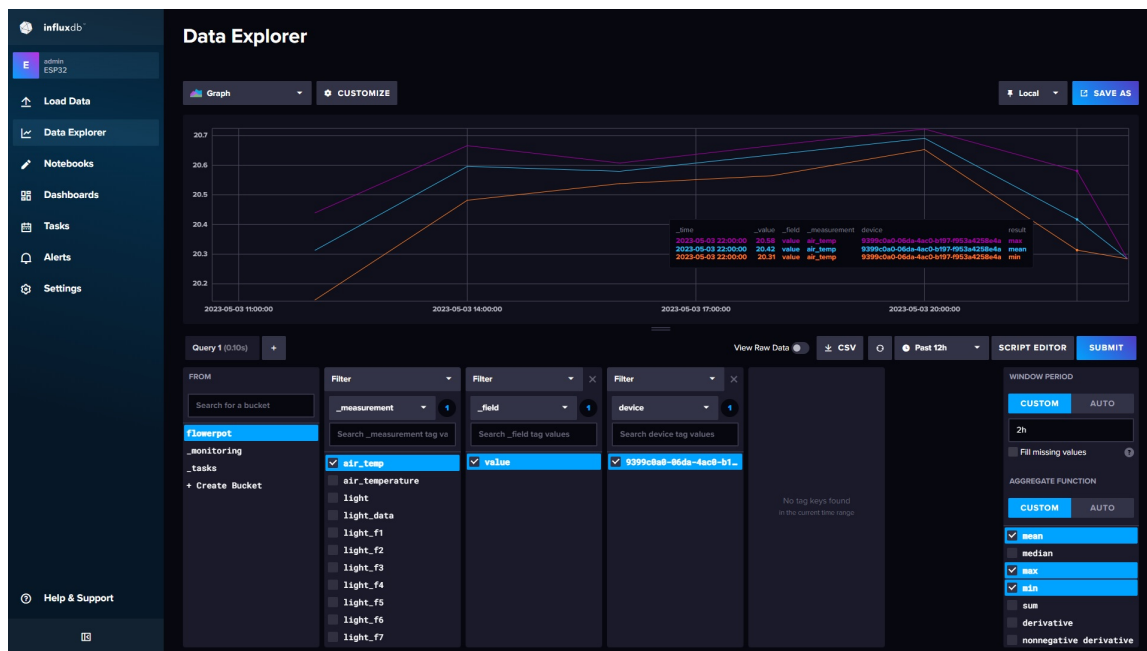 influxdb
E
admin
ESP32
Load Data
Data Explorer
Notebooks
Dashboards
Tasks
Alerts
Settings
Help & Support
Data Explorer
Graph
CUSTOMIZE
Local
SAVE AS
20.7
20.6
20.5
20.4
20.3
20.2
_time _value _field _measurement device result
2023-05-03 22:00:00 20.58 value air_temp 9399c0a0-06da-4ac0-b197-f953a4258e4a max
2023-05-03 22:00:00 20.42 value air_temp 9399c0a0-06da-4ac0-b197-f953a4258e4a mean
2023-05-03 22:00:00 20.31 value air_temp 9399c0a0-06da-4ac0-b197-f953a4258e4a min
2023-05-03 11:00:00 2023-05-03 14:00:00 2023-05-03 17:00:00 2023-05-03 20:00:00
Query 1 (0.10s) +
View Raw Data
CSV
Past 12h
SCRIPT EDITOR
SUBMIT
FROM
Search for a bucket
flowerpot
_monitoring
_tasks
+ Create Bucket
Filter
_measurement 1
Search _measurement tag va
air_temp
air_temperature
light
light_data
light_f1
light_f2
light_f3
light_f4
light_f5
light_f6
light_f7
Filter ×
_field 1
Search _field tag values
value
Filter ×
device 1
Search device tag values
9399c0a0-06da-4ac0-b1…
No tag keys found
in the current time range
WINDOW PERIOD
CUSTOM AUTO
2h
Fill missing values ?
AGGREGATE FUNCTION
CUSTOM AUTO
mean
median
max
min
sum
derivative
nonnegative derivative